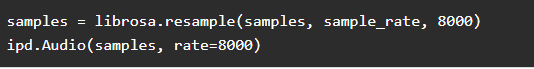 samples = librosa.resample(samples, sample_rate, 8000)
ipd.Audio(samples, rate=8000)